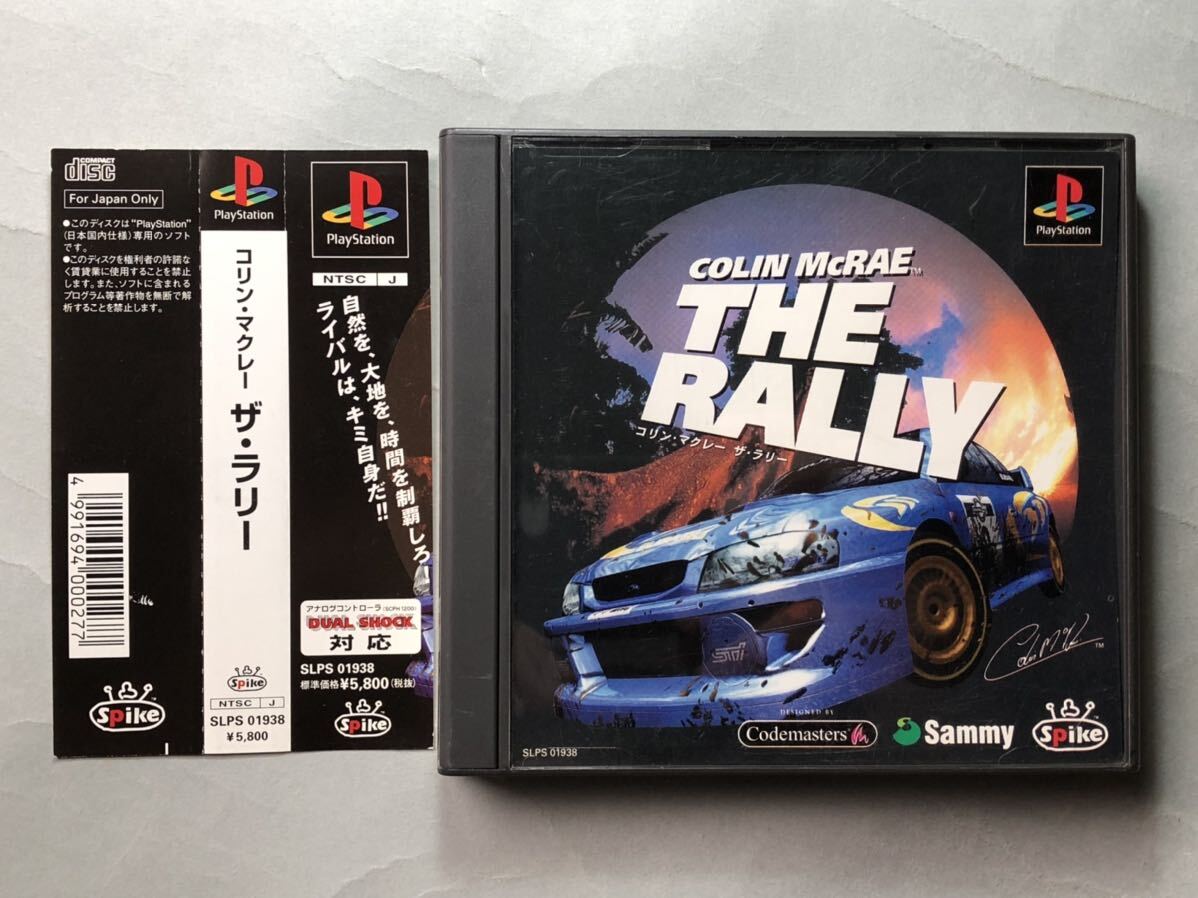 COMPACT
disc
For Japan Only
●このディスクは"PlayStation"
(日本国内仕様)専用のソフト
です。
●このディスクを権利者の許諾な
く賃貸業に使用することを禁止
します。また、ソフトに含まれる
プログラム等著作物を無断で解
析することを禁止します。
4991694000277
Spike
PlayStation
コリン・マクレー ザ・ラリー
Spike
NTSC J
SLPS 01938
¥5,800
PlayStation
NTSC J
自然を、大地を、時間を制覇しろ
ライバルは、キミ自身だ!!
アナログコントローラ(SCPH1200)
DUAL SHOCK
対応
SLPS 01938
標準価格¥5,800(税抜)
Spike
PlayStation
COLIN McRAE™
THE
RALLY
コリン・マクレー ザ・ラリー
STi
Colin McRae ™
DESIGNED BY
Codemasters
Sammy
Spike
SLPS 01938